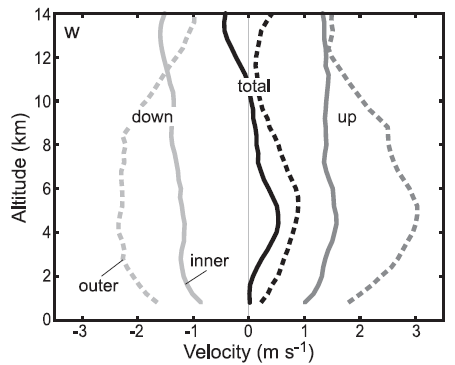 14
w
12
total
10
down
up
Altitude (km)
8
6
4
inner
outer
2
0
-3 -2 -1 0 1 2 3
Velocity (m s⁻¹)